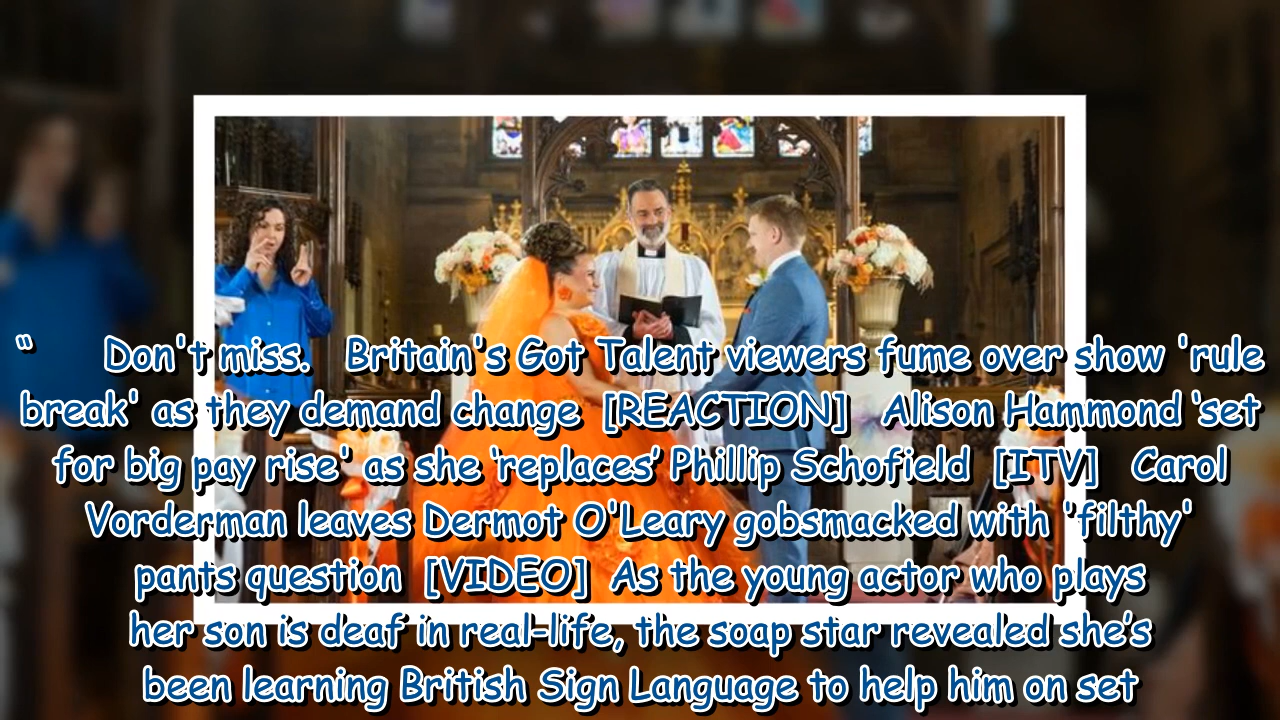 “ Don't miss. Britain's Got Talent viewers fume over show 'rule
break' as they demand change [REACTION] Alison Hammond ‘set
for big pay rise' as she ‘replaces’ Phillip Schofield [ITV] Carol
Vorderman leaves Dermot O'Leary gobsmacked with 'filthy'
pants question [VIDEO] As the young actor who plays
her son is deaf in real-life, the soap star revealed she’s
been learning British Sign Language to help him on set